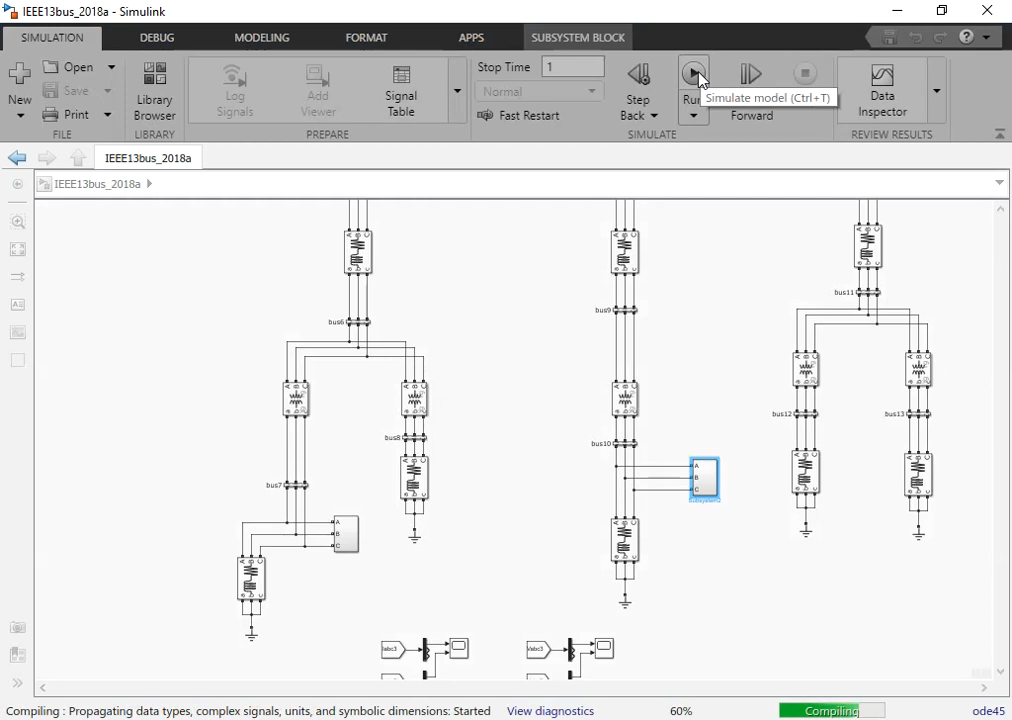 IEEE13bus_2018a - Simulink
SIMULATION
DEBUG
MODELING
FORMAT
APPS
SUBSYSTEM BLOCK
New
Open
Save
Print
FILE
Library
Browser
LIBRARY
Log
Signals
Add
Viewer
Signal
Table
PREPARE
Stop Time 1
Normal
Fast Restart
Step
Back
Run
Forward
Simulate model (Ctrl+T)
SIMULATE
Data
Inspector
REVIEW RESULTS
IEEE13bus_2018a
IEEE13bus_2018a
bus6
bus7
bus8
bus9
bus10
bus11
bus12
bus13
A
B
C
A
B
C
Vabc3
Vabc3
Compiling : Propagating data types, complex signals, units, and symbolic dimensions: Started
View diagnostics
60%
Compiling
ode45